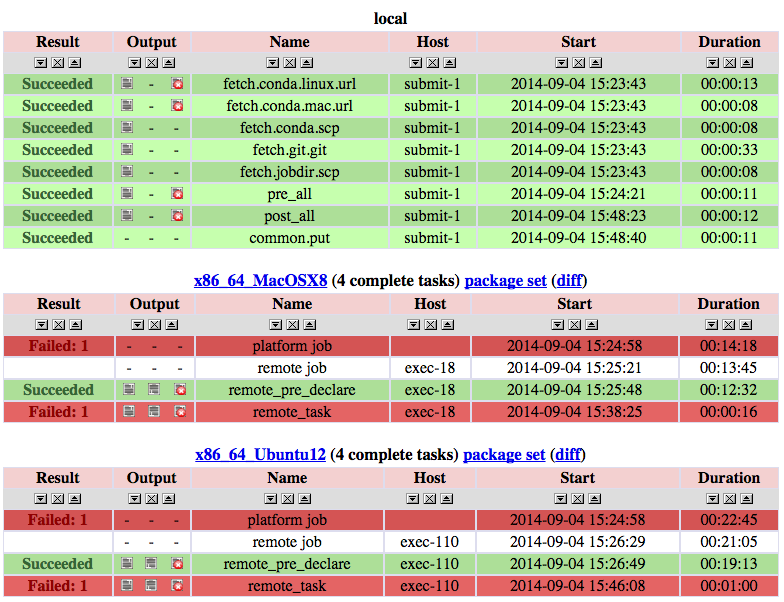 local
Result Output Name Host Start Duration
Succeeded - fetch.conda.linux.url submit-1 2014-09-04 15:23:43 00:00:13
Succeeded - fetch.conda.mac.url submit-1 2014-09-04 15:23:43 00:00:08
Succeeded - - fetch.conda.scp submit-1 2014-09-04 15:23:43 00:00:08
Succeeded - - fetch.git.git submit-1 2014-09-04 15:23:43 00:00:33
Succeeded - - fetch.jobdir.scp submit-1 2014-09-04 15:23:43 00:00:08
Succeeded - pre_all submit-1 2014-09-04 15:24:21 00:00:11
Succeeded - post_all submit-1 2014-09-04 15:48:23 00:00:12
Succeeded - - - common.put submit-1 2014-09-04 15:48:40 00:00:11
x86_64_MacOSX8 (4 complete tasks) package set (diff)
Result Output Name Host Start Duration
Failed: 1 - - - platform job 2014-09-04 15:24:58 00:14:18
- - - remote job exec-18 2014-09-04 15:25:21 00:13:45
Succeeded remote_pre_declare exec-18 2014-09-04 15:25:48 00:12:32
Failed: 1 remote_task exec-18 2014-09-04 15:38:25 00:00:16
x86_64_Ubuntu12 (4 complete tasks) package set (diff)
Result Output Name Host Start Duration
Failed: 1 - - - platform job 2014-09-04 15:24:58 00:22:45
- - - remote job exec-110 2014-09-04 15:26:29 00:21:05
Succeeded remote_pre_declare exec-110 2014-09-04 15:26:49 00:19:13
Failed: 1 remote_task exec-110 2014-09-04 15:46:08 00:01:00